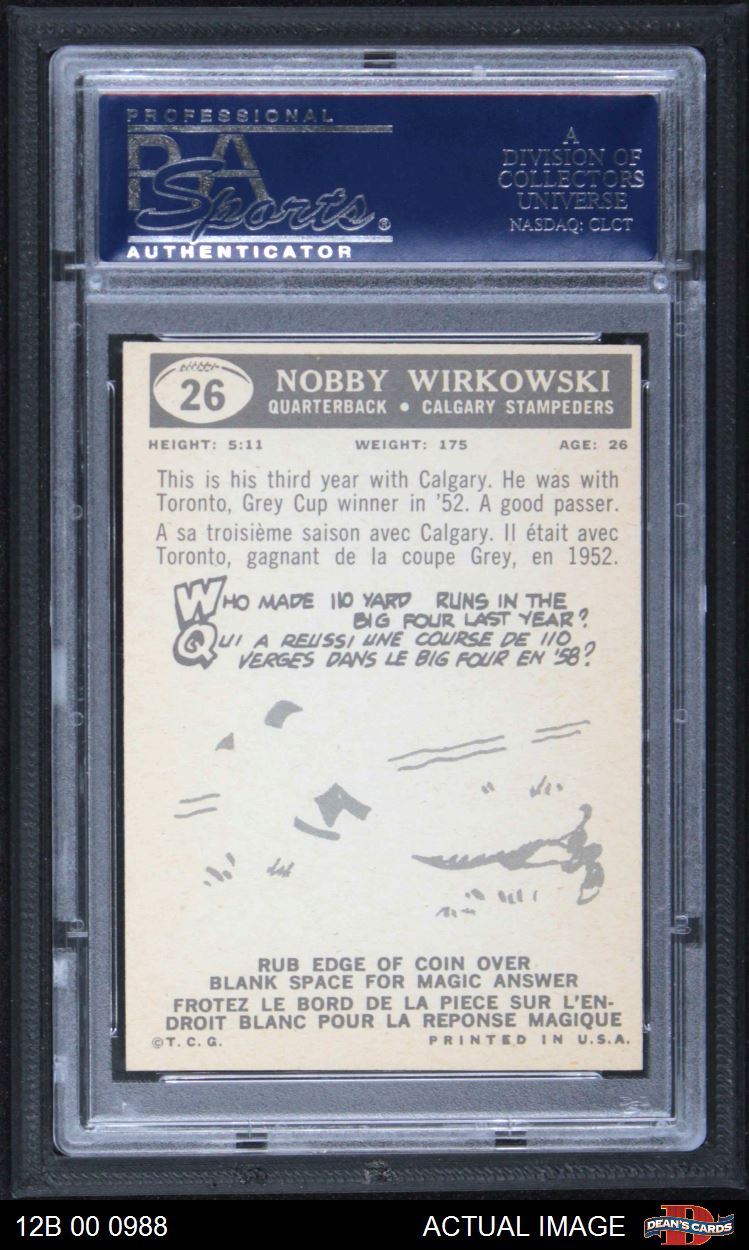 PROFESSIONAL
PSA
Sports®
AUTHENTICATOR
A
DIVISION OF
COLLECTORS
UNIVERSE
NASDAQ: CLCT
26
NOBBY WIRKOWSKI
QUARTERBACK • CALGARY STAMPEDERS
HEIGHT: 5:11 WEIGHT: 175 AGE: 26
This is his third year with Calgary. He was with
Toronto, Grey Cup winner in '52. A good passer.
A sa troisième saison avec Calgary. Il était avec
Toronto, gagnant de la coupe Grey, en 1952.
WHO MADE 110 YARD RUNS IN THE
BIG FOUR LAST YEAR?
QUI A REUSSI UNE COURSE DE 110
VERGES DANS LE BIG FOUR EN '58?
RUB EDGE OF COIN OVER
BLANK SPACE FOR MAGIC ANSWER
FROTEZ LE BORD DE LA PIECE SUR L'EN-
DROIT BLANC POUR LA REPONSE MAGIQUE
©T. C. G. PRINTED IN U.S.A.
12B 00 0988 ACTUAL IMAGE DEAN'S CARDS